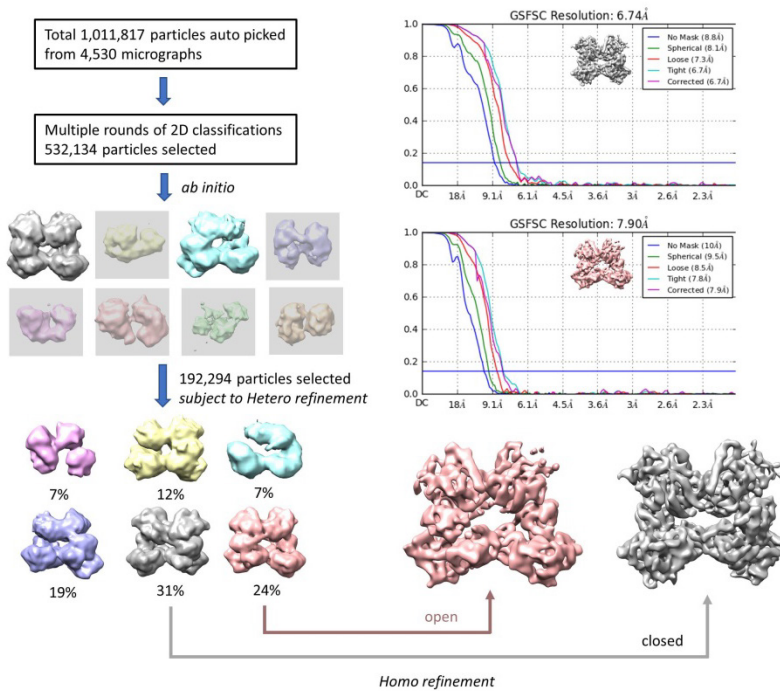 Total 1,011,817 particles auto picked
from 4,530 micrographs
Multiple rounds of 2D classifications
532,134 particles selected
ab initio
192,294 particles selected
subject to Hetero refinement
7%
12%
7%
19%
31%
24%
GSFSC Resolution: 6.74Å
No Mask (8.8Å)
Spherical (8.1Å)
Loose (7.3Å)
Tight (6.7Å)
Corrected (6.7Å)
1.0
0.8
0.6
0.4
0.2
0.0
DC 18Å 9.1Å 6.1Å 4.5Å 3.6Å 3Å 2.6Å 2.3Å
GSFSC Resolution: 7.90Å
No Mask (10Å)
Spherical (9.5Å)
Loose (8.5Å)
Tight (7.8Å)
Corrected (7.9Å)
1.0
0.8
0.6
0.4
0.2
0.0
DC 18Å 9.1Å 6.1Å 4.5Å 3.6Å 3Å 2.6Å 2.3Å
open
closed
Homo refinement